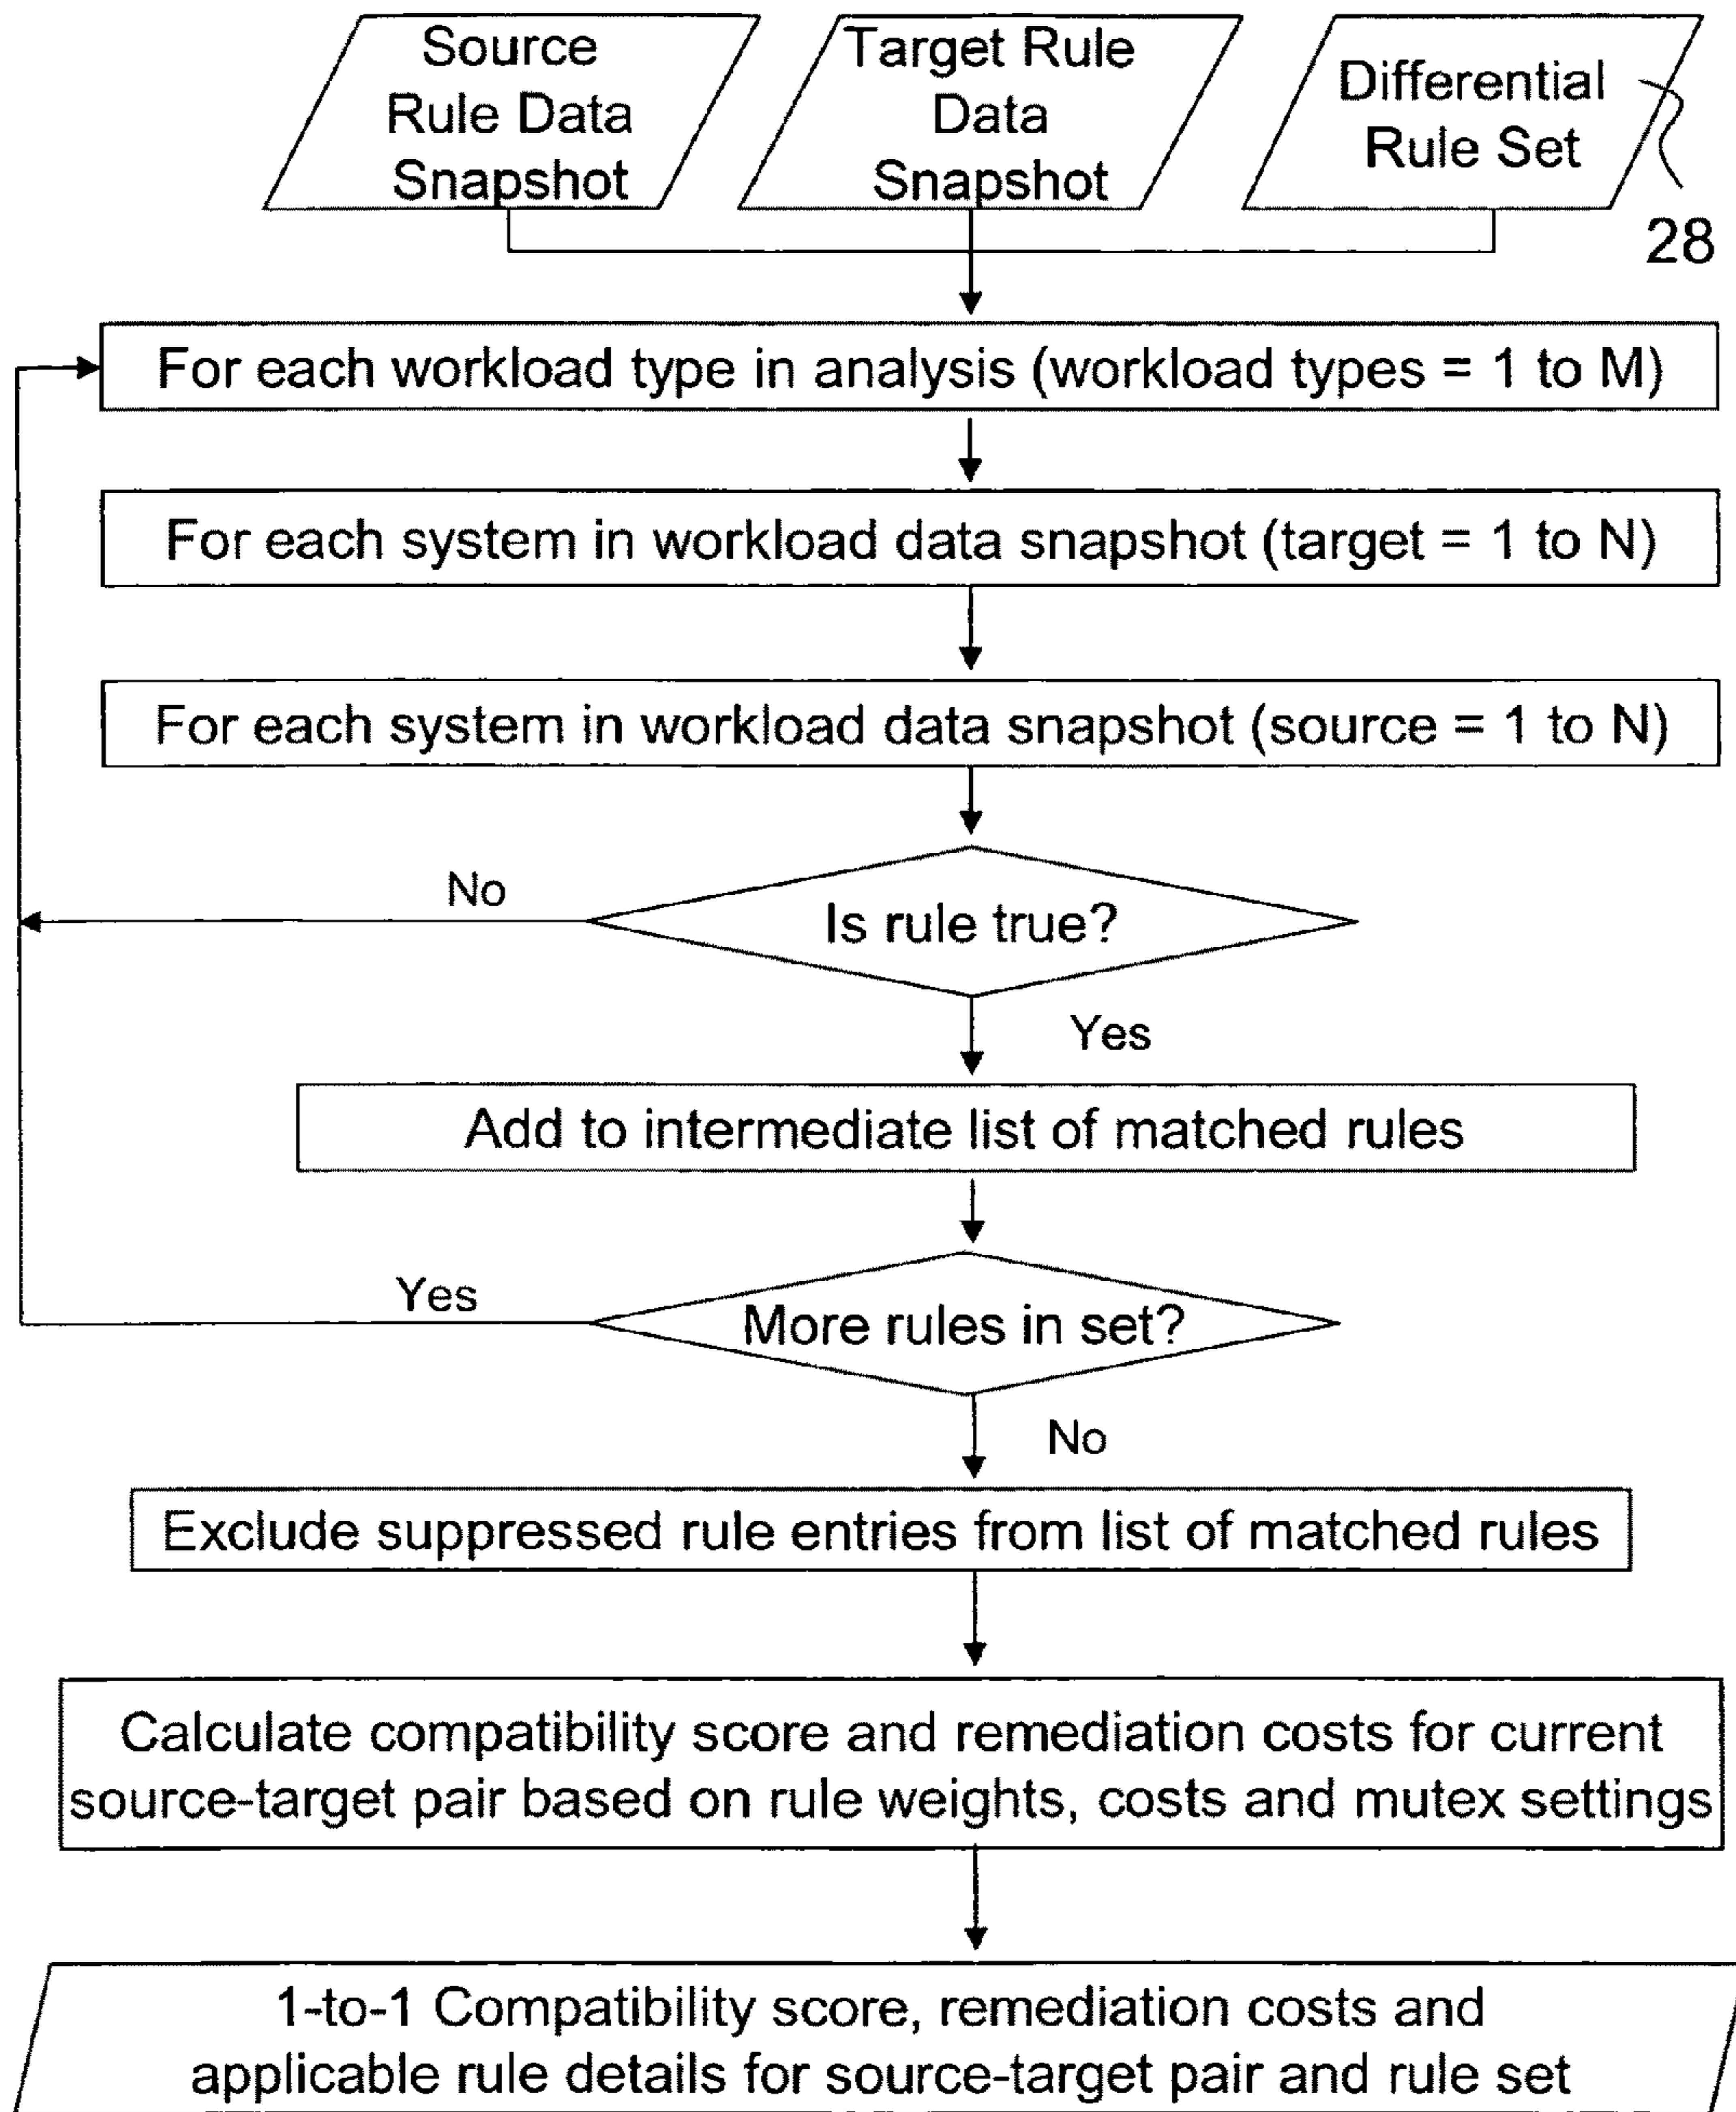 Source
Rule Data
Snapshot
Target Rule
Data
Snapshot
Differential
Rule Set
28
For each workload type in analysis (workload types = 1 to M)
For each system in workload data snapshot (target = 1 to N)
For each system in workload data snapshot (source = 1 to N)
No
Is rule true?
Yes
Add to intermediate list of matched rules
Yes
More rules in set?
No
Exclude suppressed rule entries from list of matched rules
Calculate compatibility score and remediation costs for current
source-target pair based on rule weights, costs and mutex settings
1-to-1 Compatibility score, remediation costs and
applicable rule details for source-target pair and rule set